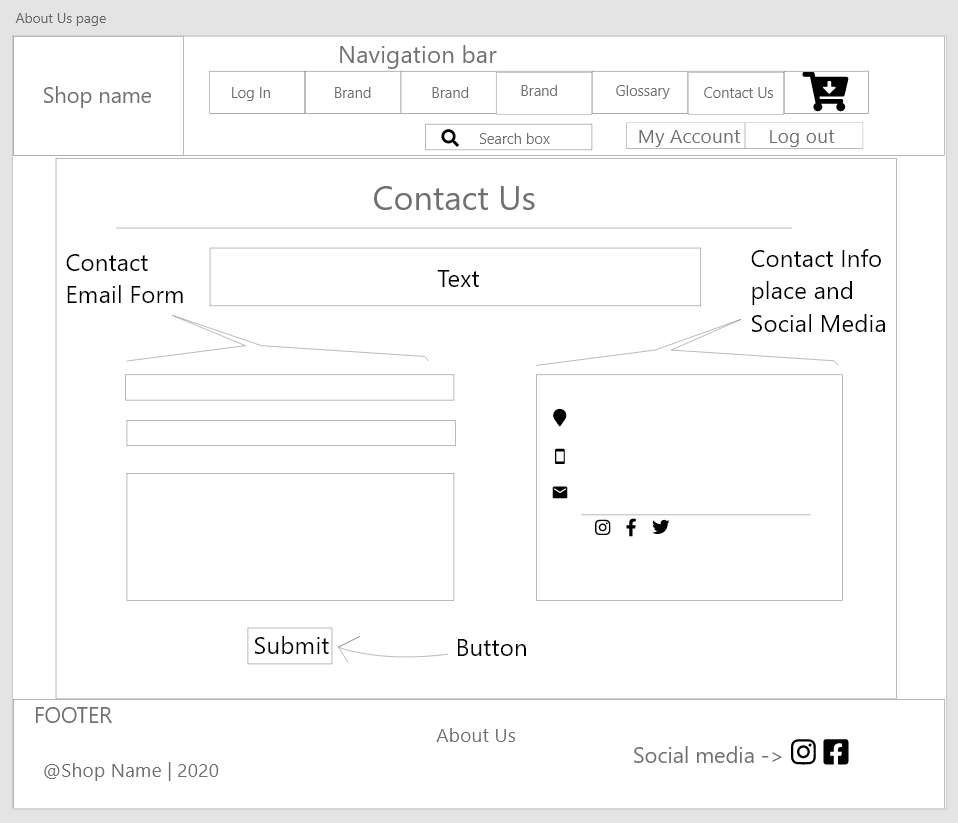 About Us page
Navigation bar
Shop name
Log In
Brand
Brand
Brand
Glossary
Contact Us
Search box
My Account
Log out
Contact Us
Contact
Email Form
Text
Contact Info
place and
Social Media
Submit
Button
FOOTER
About Us
Social media ->
@Shop Name | 2020